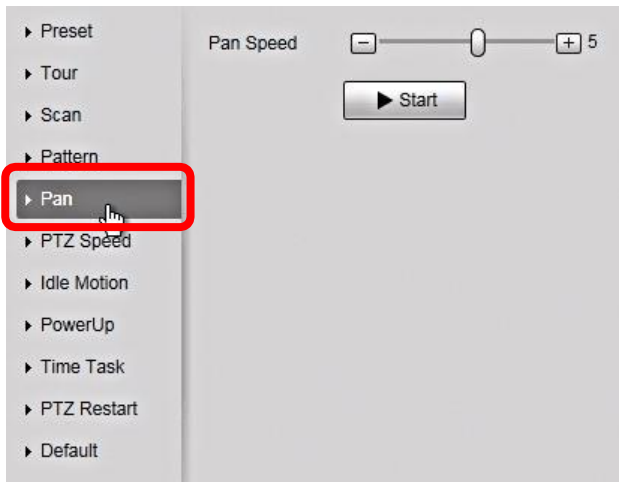 Preset
Tour
Scan
Pattern
Pan
PTZ Speed
Idle Motion
PowerUp
Time Task
PTZ Restart
Default
Pan Speed 5
Start